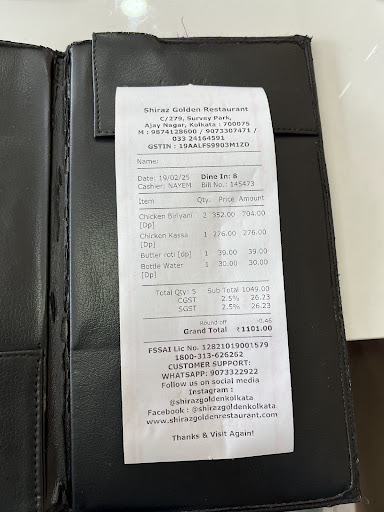 Shiraz Golden Restaurant
C/279, Survey Park,
Ajay Nagar, Kolkata : 700075
M : 9874128600 / 9073307471 /
033 24164591
GSTIN : 19AALFS9903M1ZD
Name:
Date: 19/02/25 Dine In: 8
Cashier: NAYEM Bill No.: 145473
Item Qty. Price Amount
Chicken Biriyani 2 352.00 704.00
[Dp]
Chicken Kassa 1 276.00 276.00
[Dp]
Butter roti [dp] 1 39.00 39.00
Bottle Water 1 30.00 30.00
[Dp]
Total Qty: 5 Sub Total 1049.00
CGST 2.5% 26.23
SGST 2.5% 26.23
Round off -0.46
Grand Total ₹1101.00
FSSAI Lic No. 12821019001579
1800-313-626262
CUSTOMER SUPPORT:
WHATSAPP: 9073322922
Follow us on social media
Instagram :
@shirazgoldenkolkata
Facebook : @shirazgoldenkolkata
www.shirazgoldenrestaurant.com
Thanks & Visit Again!